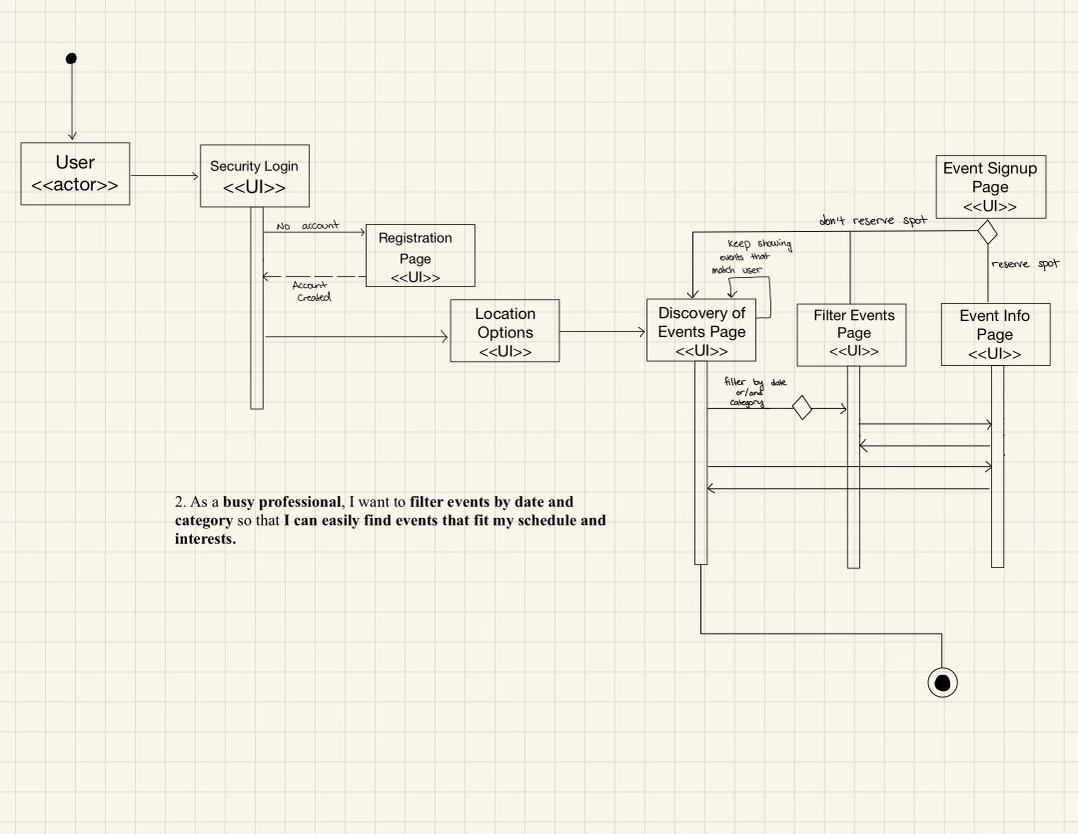 User
<<actor>>
Security Login
<<UI>>
No account
Registration
Page
<<UI>>
Account
Created
Location
Options
<<UI>>
Event Signup
Page
<<UI>>
don't reserve spot
reserve spot
keep showing
events that
match user
Discovery of
Events Page
<<UI>>
Filter Events
Page
<<UI>>
Event Info
Page
<<UI>>
filter by date
or/and
category
2. As a busy professional, I want to filter events by date and
category so that I can easily find events that fit my schedule and
interests.